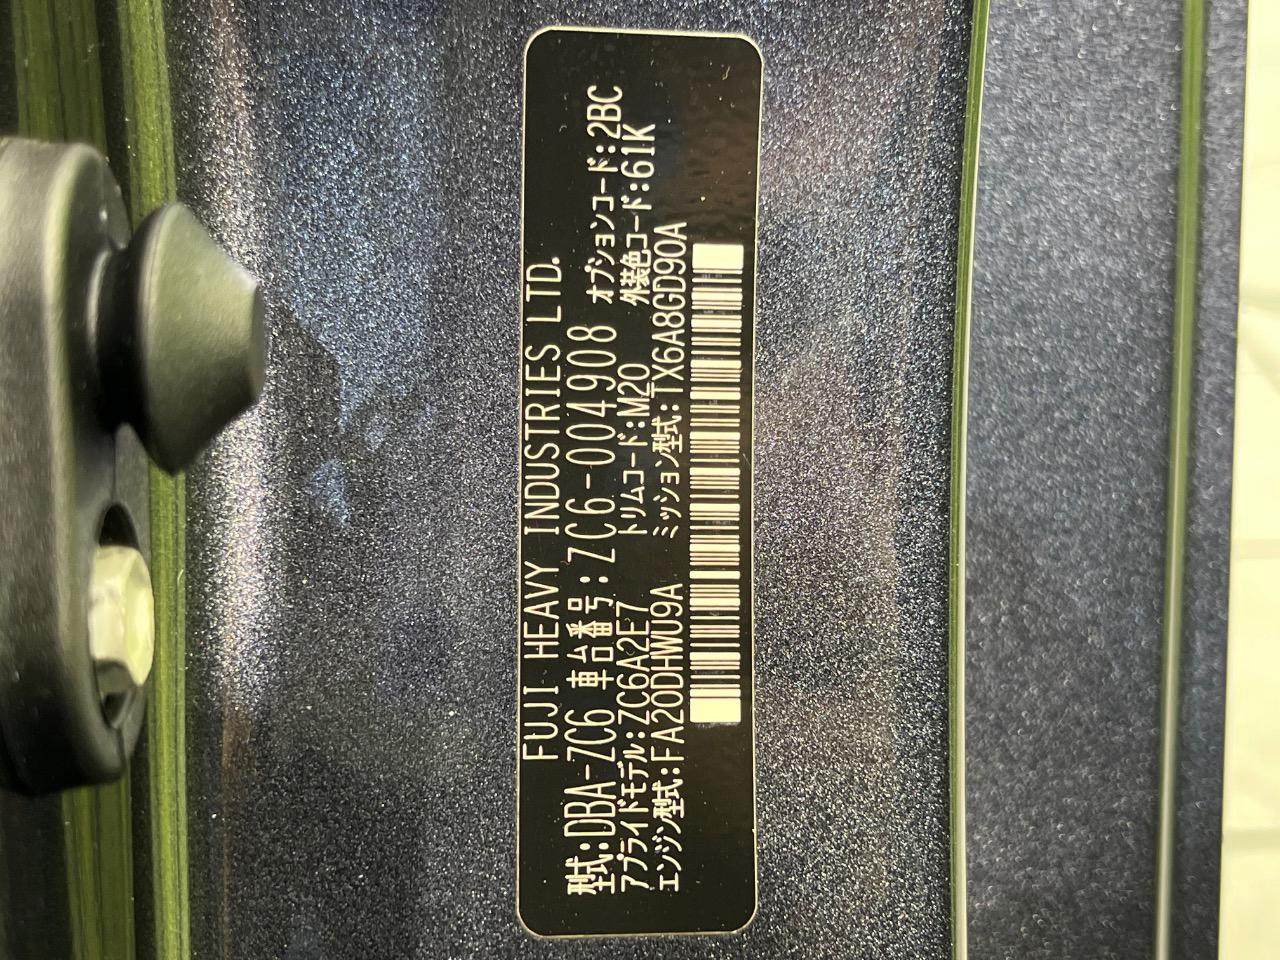 FUJI HEAVY INDUSTRIES LTD.
型式:DBA-ZC6 車台番号:ZC6-004908
アプライドモデル:ZC6A2E7 トリムコード:M20 オプションコード:2BC
エンジン型式:FA20DHWU9A ミッション型式:TX6A8GD90A 外装色コード:61K